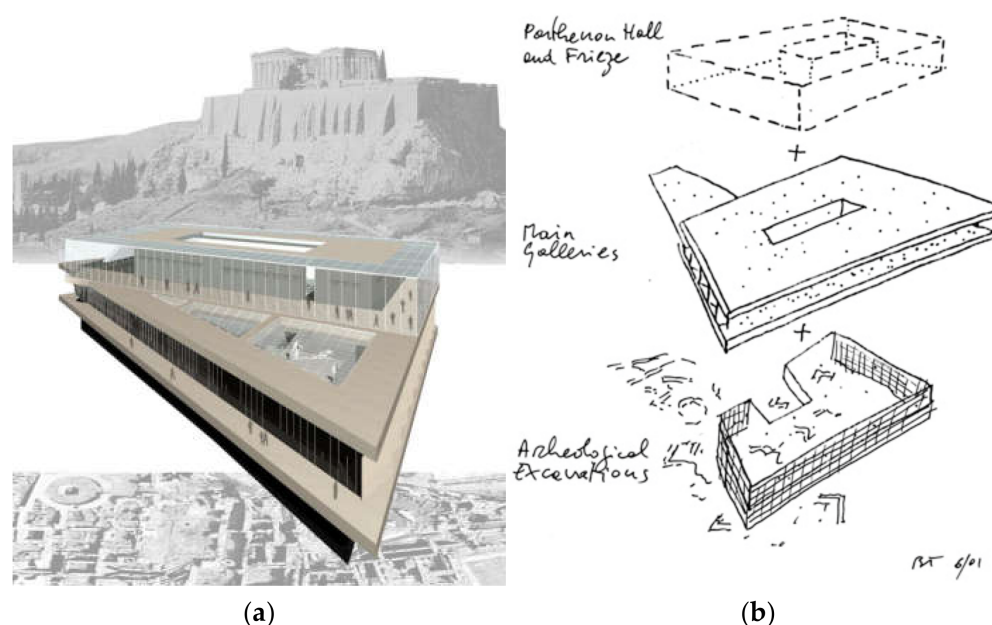 Parthenon Hall
and Frieze
+
Main
Galleries
+
Archeological
Excavations
BT 6/01
(a)
(b)